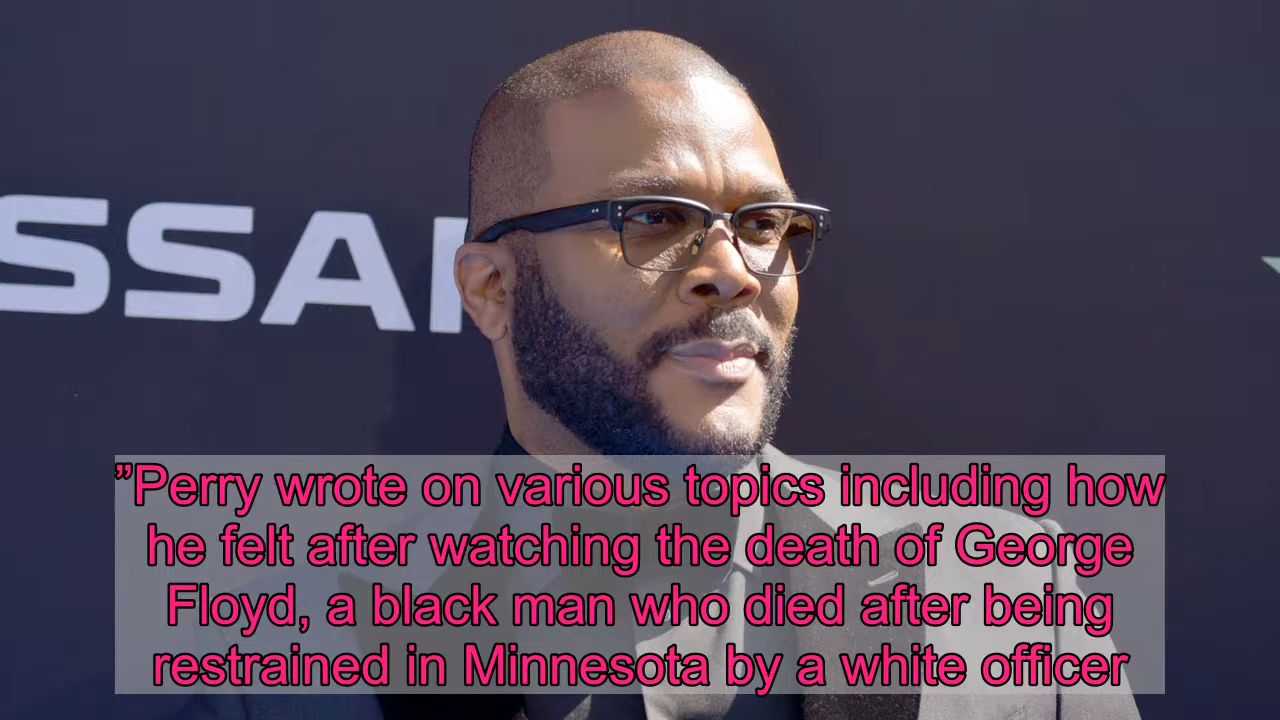 SSAN
”Perry wrote on various topics including how
he felt after watching the death of George
Floyd, a black man who died after being
restrained in Minnesota by a white officer